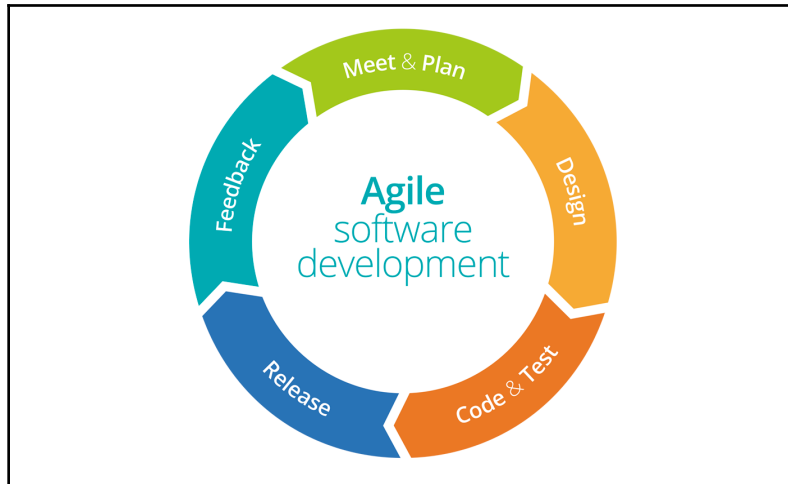 Meet & Plan
Design
Code & Test
Release
Feedback
Agile
software
development